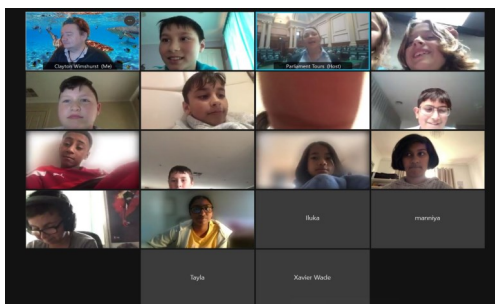 Clayton Wimshurst (Me)
Parliament Tours (Host)
Iluka
manniya
Tayla
Xavier Wade